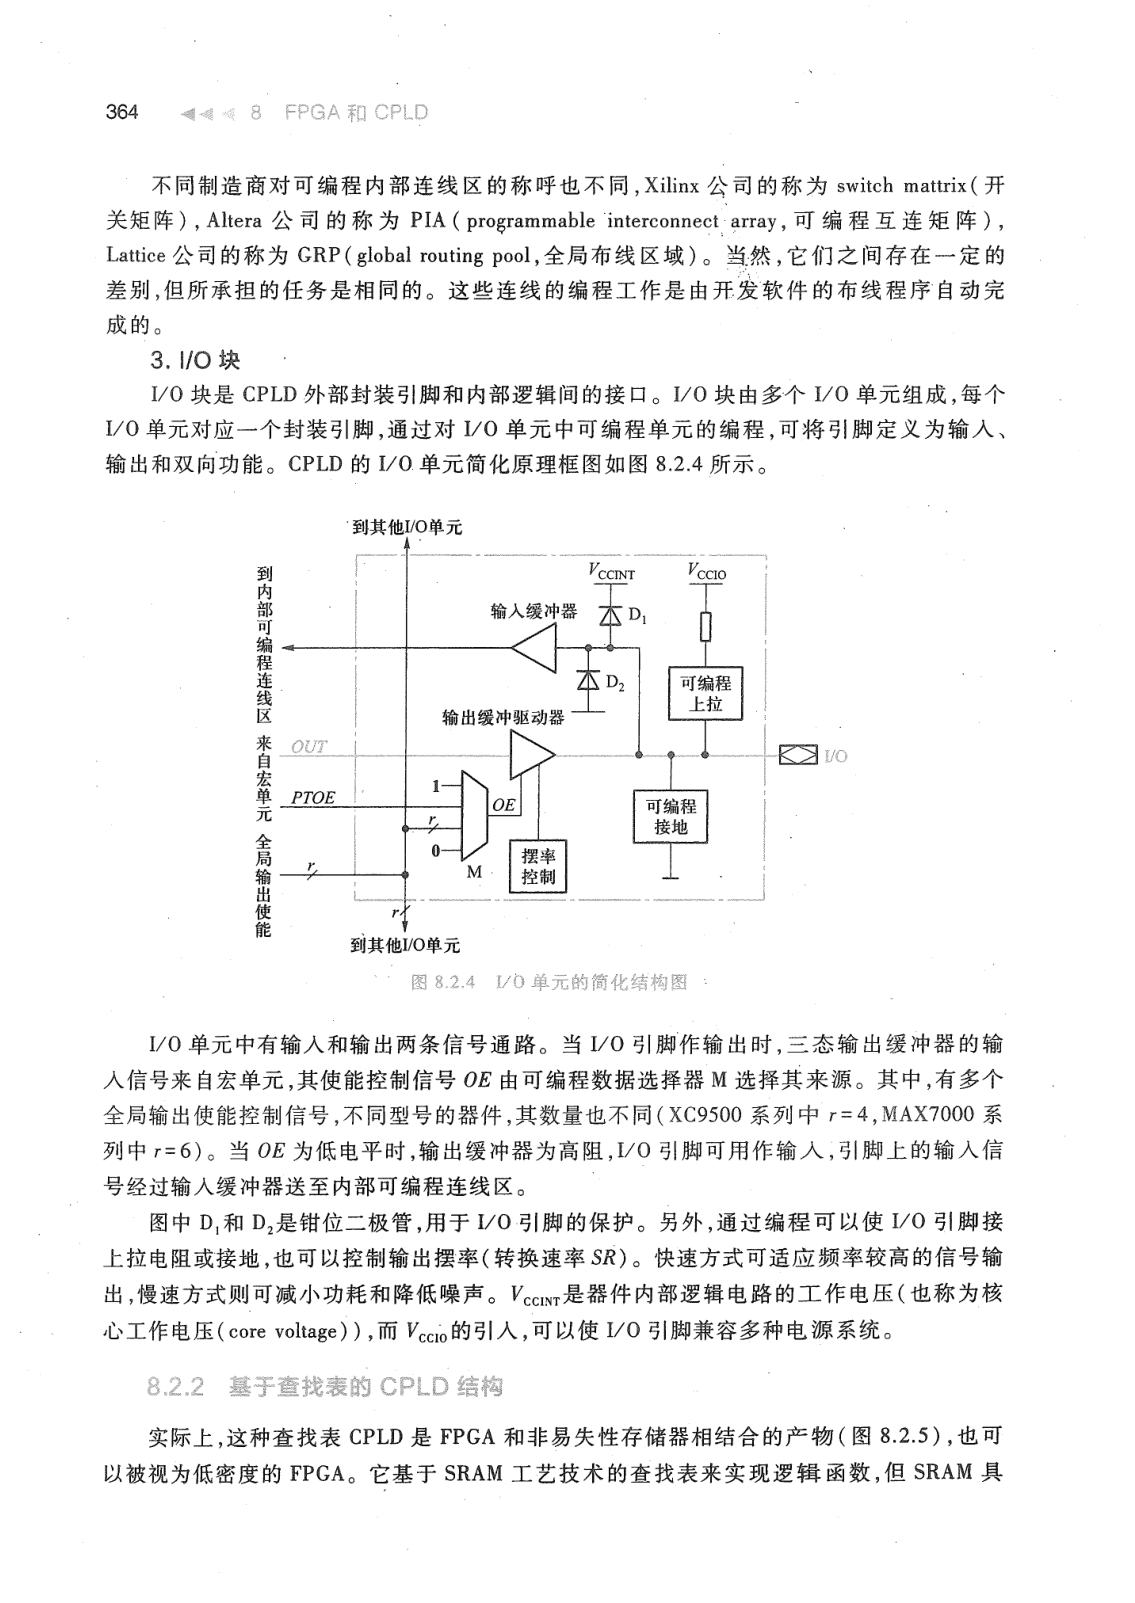 364 8 FPGA 和 CPLD
不同制造商对可编程内部连线区的称呼也不同,Xilinx 公司的称为 switch mattrix(开
关矩阵),Altera 公司的称为 PIA(programmable interconnect array,可编程互连矩阵),
Lattice 公司的称为 GRP(global routing pool,全局布线区域)。当然,它们之间存在一定的
差别,但所承担的任务是相同的。这些连线的编程工作是由开发软件的布线程序自动完
成的。
3. I/O 块
I/O 块是 CPLD 外部封装引脚和内部逻辑间的接口。I/O 块由多个 I/O 单元组成,每个
I/O 单元对应一个封装引脚,通过对 I/O 单元中可编程单元的编程,可将引脚定义为输入、
输出和双向功能。CPLD 的 I/O 单元简化原理框图如图 8.2.4 所示。
到其他I/O单元
到内部可编程连线区
来自宏单元
全局输出使能
VCCINT
VCCIO
输入缓冲器
D1
D2
可编程
上拉
输出缓冲驱动器
OUT
I/O
PTOE
1
OE
r
0
M
可编程
接地
摆率
控制
r
r
到其他I/O单元
图 8.2.4 I/O 单元的简化结构图
I/O 单元中有输入和输出两条信号通路。当 I/O 引脚作输出时,三态输出缓冲器的输
入信号来自宏单元,其使能控制信号 OE 由可编程数据选择器 M 选择其来源。其中,有多个
全局输出使能控制信号,不同型号的器件,其数量也不同(XC9500 系列中 r=4,MAX7000 系
列中 r=6)。当 OE 为低电平时,输出缓冲器为高阻,I/O 引脚可用作输入,引脚上的输入信
号经过输入缓冲器送至内部可编程连线区。
图中 D1和 D2是钳位二极管,用于 I/O 引脚的保护。另外,通过编程可以使 I/O 引脚接
上拉电阻或接地,也可以控制输出摆率(转换速率 SR)。快速方式可适应频率较高的信号输
出,慢速方式则可减小功耗和降低噪声。VCCINT是器件内部逻辑电路的工作电压(也称为核
心工作电压(core voltage)),而 VCCIO的引入,可以使 I/O 引脚兼容多种电源系统。
8.2.2 基于查找表的 CPLD 结构
实际上,这种查找表 CPLD 是 FPGA 和非易失性存储器相结合的产物(图 8.2.5),也可
以被视为低密度的 FPGA。它基于 SRAM 工艺技术的查找表来实现逻辑函数,但 SRAM 具